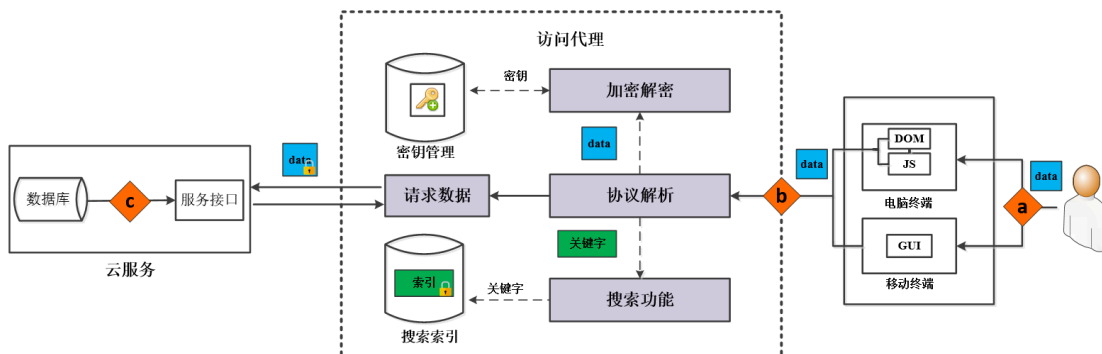 访问代理
密钥
加密解密
密钥管理
data
data
请求数据
协议解析
关键字
索引
关键字
搜索功能
搜索索引
数据库
c
服务接口
云服务
data
b
DOM
JS
电脑终端
GUI
移动终端
data
a